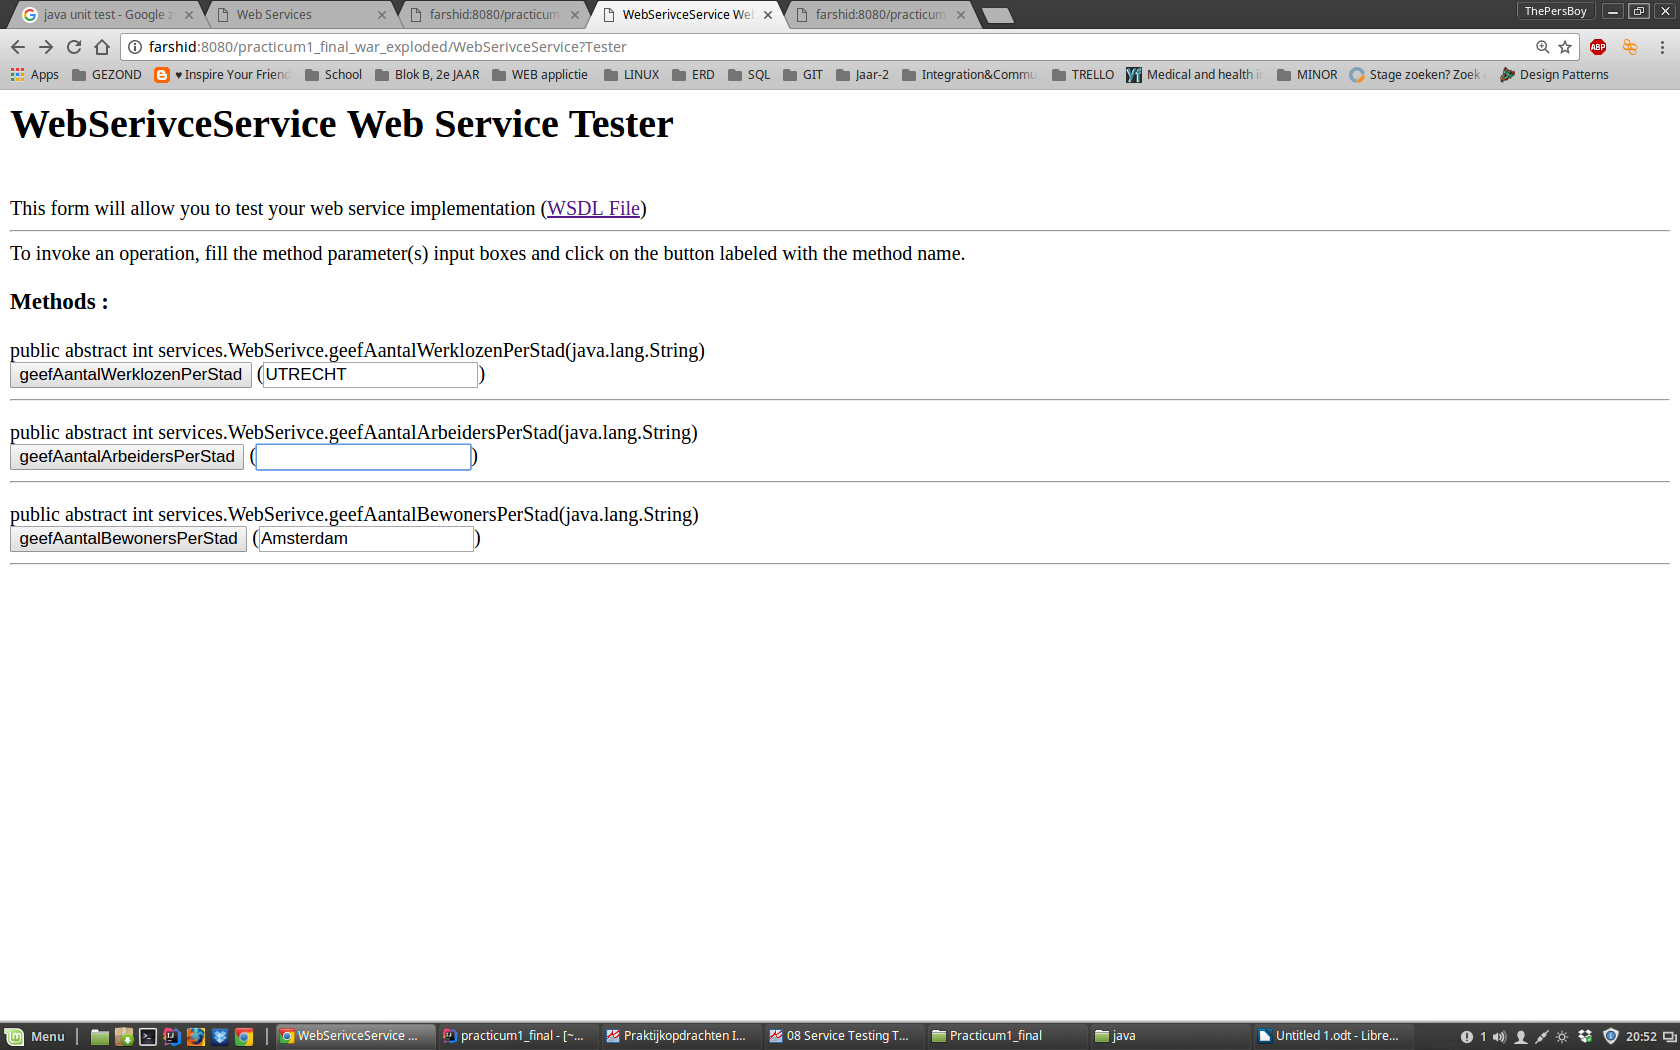 java unit test - Google z
Web Services
farshid:8080/practicum
WebSerivceService We
farshid:8080/practicum
ThePersBoy
farshid:8080/practicum1_final_war_exploded/WebSerivceService?Tester
ABP
Apps
GEZOND
♥ Inspire Your Friend
School
Blok B, 2e JAAR
WEB applictie
LINUX
ERD
SQL
GIT
Jaar-2
Integration&Commu
TRELLO
Medical and health i
MINOR
Stage zoeken? Zoek
Design Patterns
WebSerivceService Web Service Tester
This form will allow you to test your web service implementation (WSDL File)
To invoke an operation, fill the method parameter(s) input boxes and click on the button labeled with the method name.
Methods :
public abstract int services.WebSerivce.geefAantalWerklozenPerStad(java.lang.String)
geefAantalWerklozenPerStad (UTRECHT)
public abstract int services.WebSerivce.geefAantalArbeidersPerStad(java.lang.String)
geefAantalArbeidersPerStad ()
public abstract int services.WebSerivce.geefAantalBewonersPerStad(java.lang.String)
geefAantalBewonersPerStad (Amsterdam)
Menu
WebSerivceService ...
practicum1_final - [~...
Praktijkopdrachten I...
08 Service Testing T...
Practicum1_final
java
Untitled 1.odt - Libre...
1
20:52